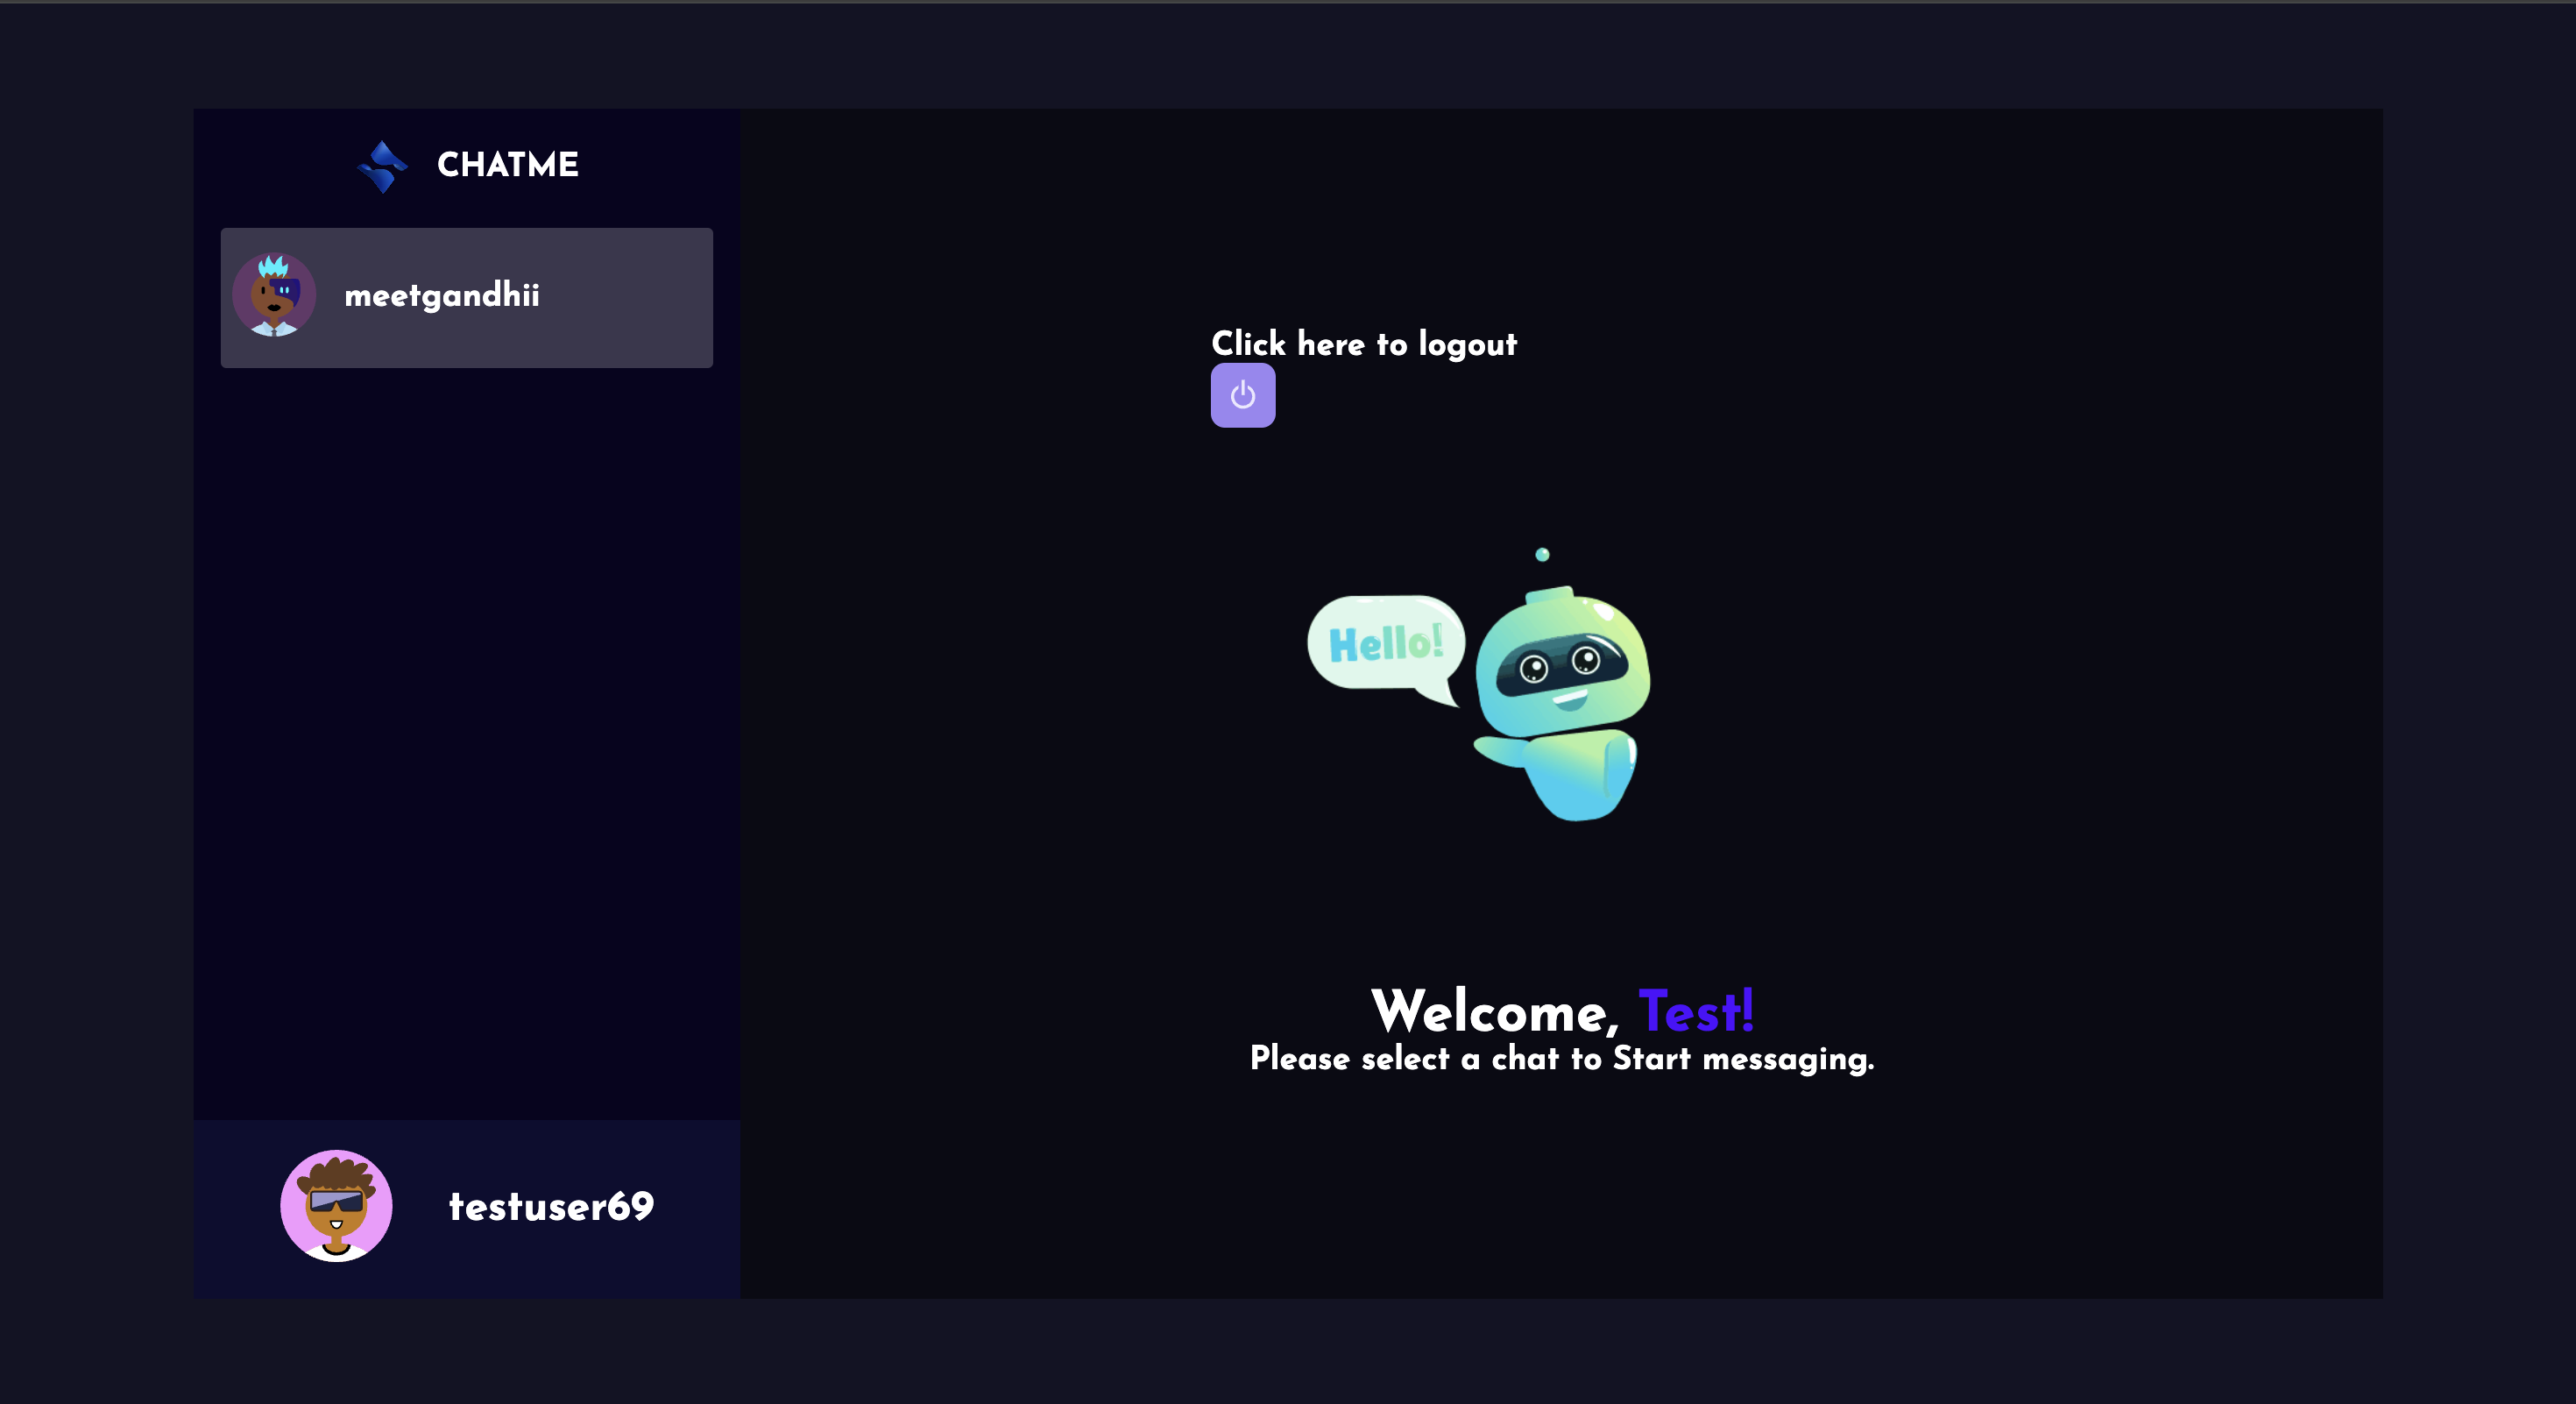 CHATME
meetgandhii
Click here to logout
Hello!
Welcome, Test!
Please select a chat to Start messaging.
testuser69